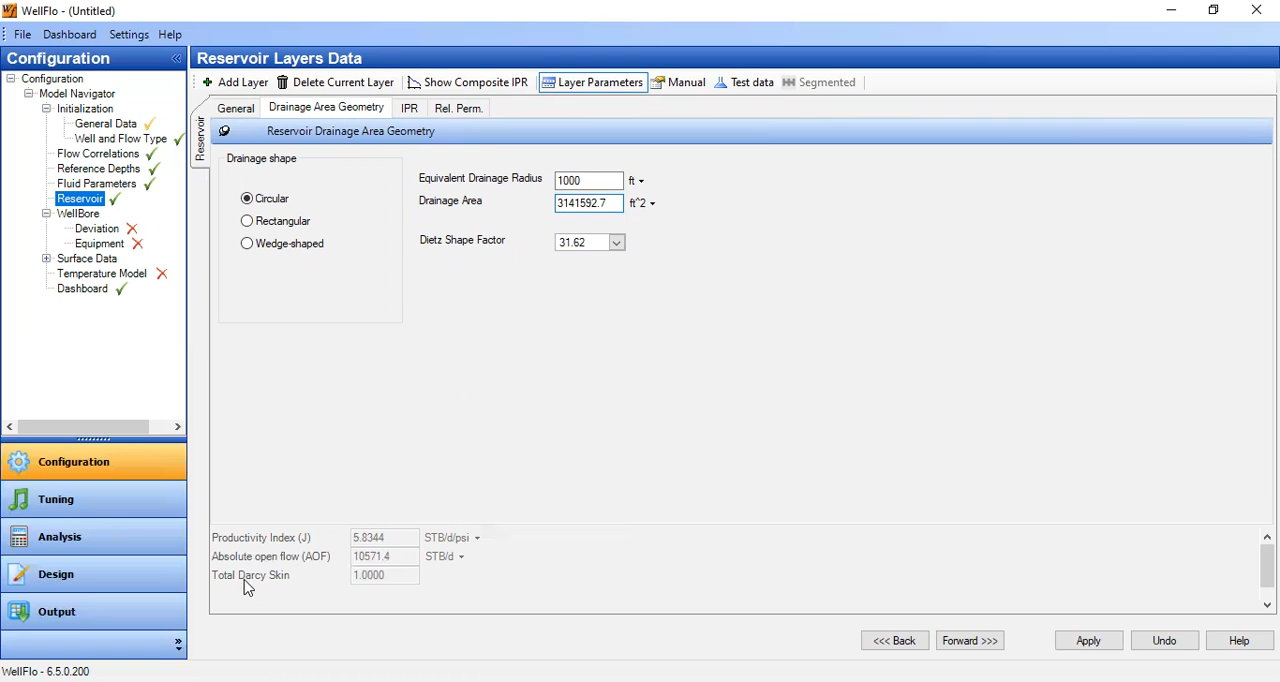 WellFlo - (Untitled)
File Dashboard Settings Help
Configuration
Reservoir Layers Data
Configuration
Model Navigator
Initialization
General Data
Well and Flow Type
Flow Correlations
Reference Depths
Fluid Parameters
Reservoir
WellBore
Deviation
Equipment
Surface Data
Temperature Model
Dashboard
Add Layer Delete Current Layer Show Composite IPR Layer Parameters Manual Test data Segmented
Reservoir
General Drainage Area Geometry IPR Rel. Perm.
Reservoir Drainage Area Geometry
Drainage shape
Circular
Rectangular
Wedge-shaped
Equivalent Drainage Radius 1000 ft
Drainage Area 3141592.7 ft^2
Dietz Shape Factor 31.62
Configuration
Tuning
Analysis
Design
Output
Productivity Index (J) 5.8344 STB/d/psi
Absolute open flow (AOF) 10571.4 STB/d
Total Darcy Skin 1.0000
<<< Back Forward >>> Apply Undo Help
WellFlo - 6.5.0.200